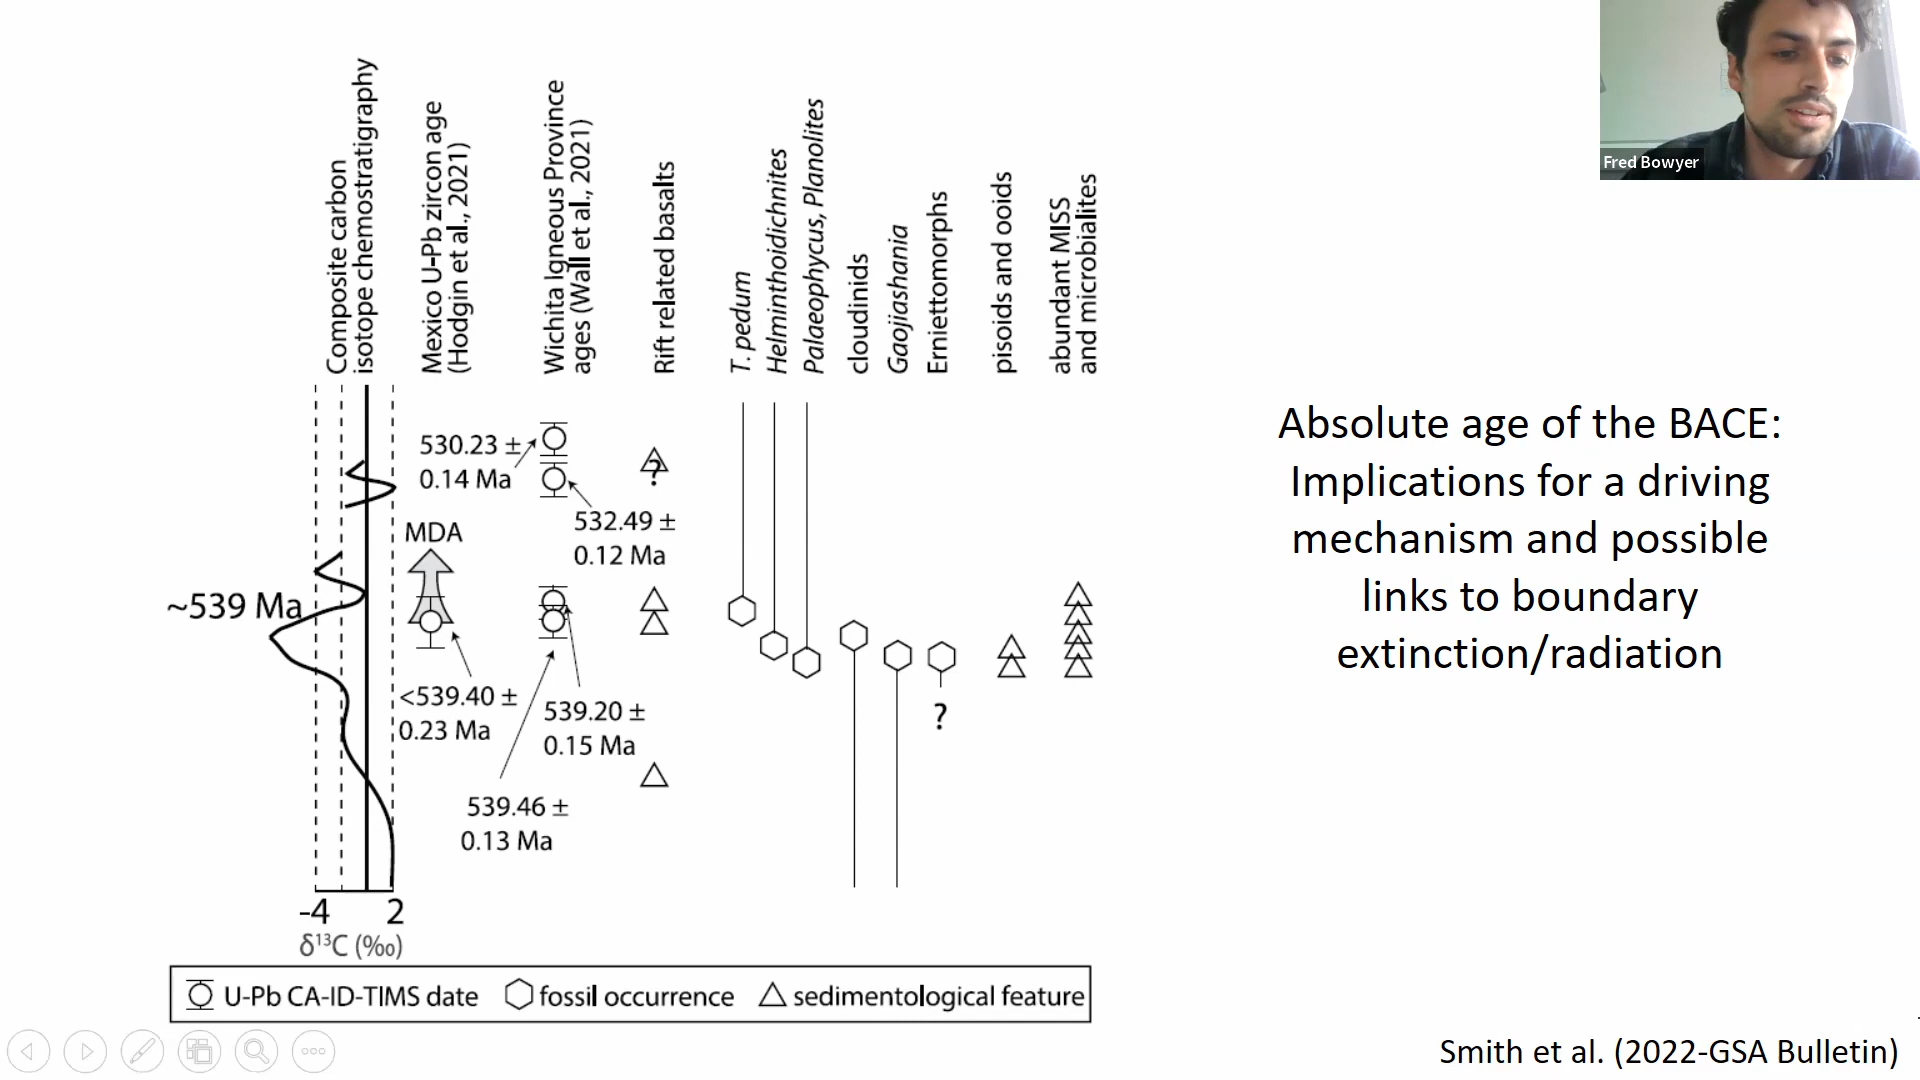 Composite carbon
isotope chemostratigraphy
Mexico U-Pb zircon age
(Hodgin et al., 2021)
Wichita Igneous Province
ages (Wall et al., 2021)
Rift related basalts
T. pedum
Helminthoidichnites
Palaeophycus, Planolites
cloudinids
Gaojiashania
Erniettomorphs
pisoids and ooids
abundant MISS
and microbialites
Fred Bowyer
530.23 ±
0.14 Ma
?
532.49 ±
0.12 Ma
MDA
~539 Ma
<539.40 ±
0.23 Ma
539.20 ±
0.15 Ma
539.46 ±
0.13 Ma
?
-4
2
δ¹³C (‰)
U-Pb CA-ID-TIMS date
fossil occurrence
sedimentological feature
Absolute age of the BACE:
Implications for a driving
mechanism and possible
links to boundary
extinction/radiation
Smith et al. (2022-GSA Bulletin)